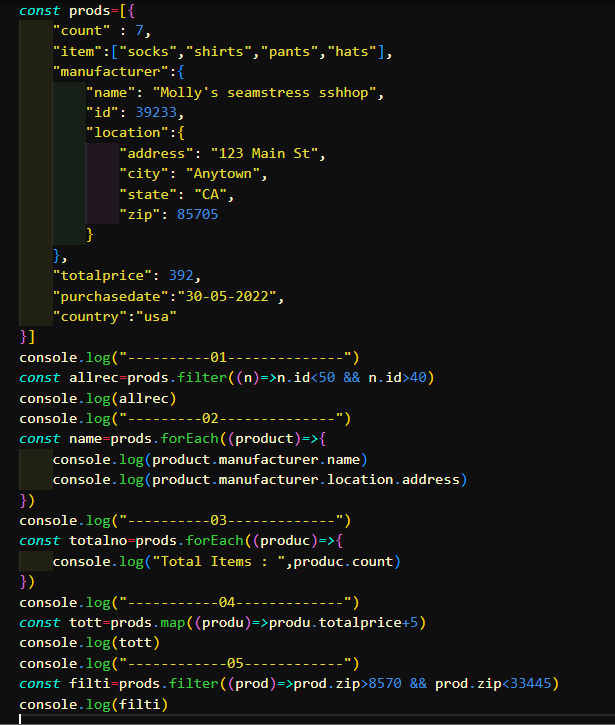 const prods=[{
    "count" : 7,
    "item":["socks","shirts","pants","hats"],
    "manufacturer":{
        "name": "Molly's seamstress sshhop",
        "id": 39233,
        "location":{
            "address": "123 Main St",
            "city": "Anytown",
            "state": "CA",
            "zip": 85705
        }
    },
    "totalprice": 392,
    "purchasedate":"30-05-2022",
    "country":"usa"
}]
console.log("----------01--------------")
const allrec=prods.filter((n)=>n.id<50 && n.id>40)
console.log(allrec)
console.log("---------02--------------")
const name=prods.forEach((product)=>{
    console.log(product.manufacturer.name)
    console.log(product.manufacturer.location.address)
})
console.log("----------03-------------")
const totalno=prods.forEach((produc)=>{
    console.log("Total Items : ",produc.count)
})
console.log("-----------04-------------")
const tott=prods.map((produ)=>produ.totalprice+5)
console.log(tott)
console.log("------------05------------")
const filti=prods.filter((prod)=>prod.zip>8570 && prod.zip<33445)
console.log(filti)